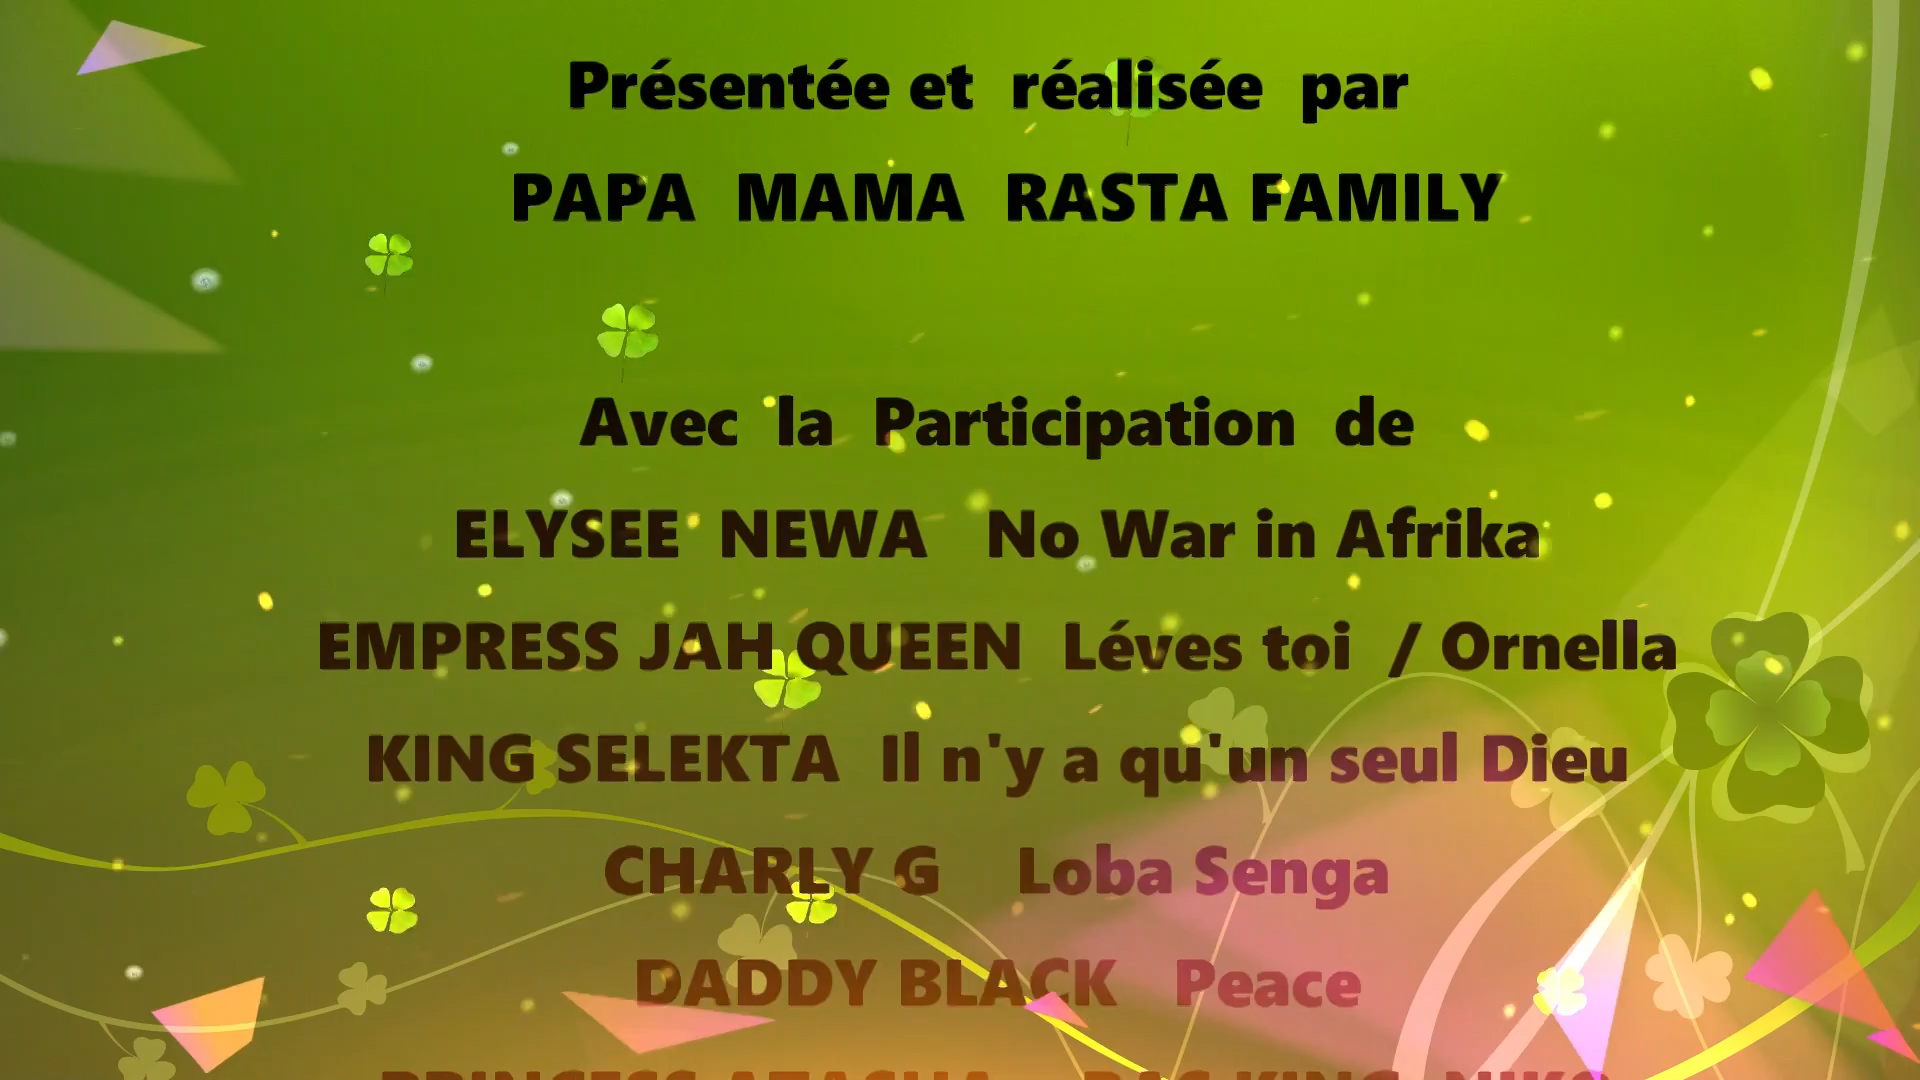 Présentée et réalisée par
PAPA MAMA RASTA FAMILY
Avec la Participation de
ELYSEE NEWA No War in Afrika
EMPRESS JAH QUEEN Léves toi / Ornella
KING SELEKTA Il n'y a qu'un seul Dieu
CHARLY G Loba Senga
DADDY BLACK Peace